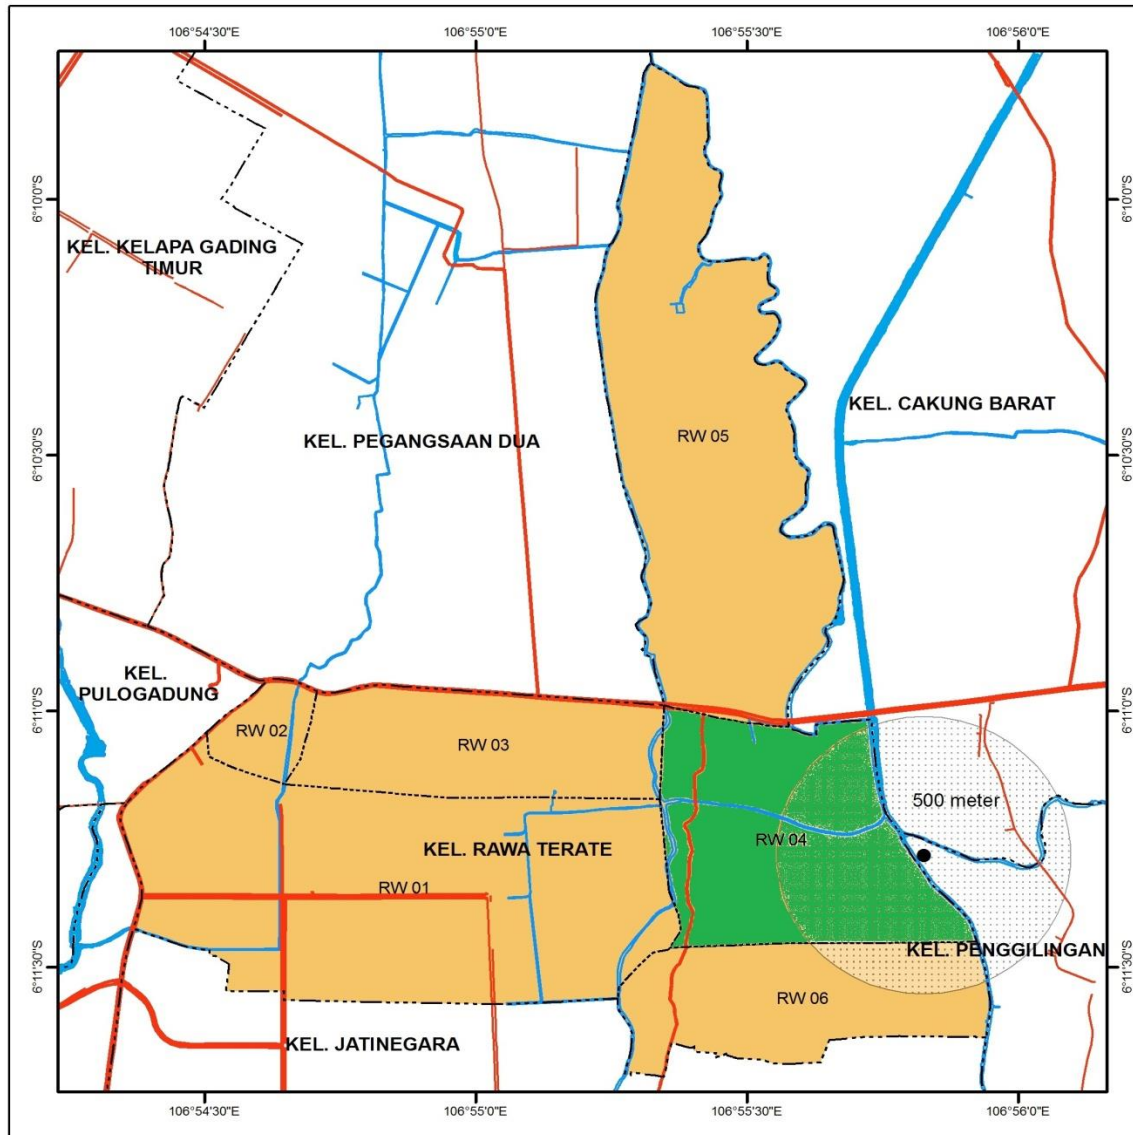 106°54'30"E
106°55'0"E
106°55'30"E
106°56'0"E
6°10'0"S
6°10'0"S
KEL. KELAPA GADING
TIMUR
KEL. CAKUNG BARAT
KEL. PEGANGSAAN DUA
RW 05
6°10'30"S
6°10'30"S
KEL.
PULOGADUNG
6°11'0"S
6°11'0"S
RW 02
RW 03
500 meter
RW 04
KEL. RAWA TERATE
RW 01
KEL. PENGGILINGAN
6°11'30"S
6°11'30"S
RW 06
KEL. JATINEGARA
106°54'30"E
106°55'0"E
106°55'30"E
106°56'0"E